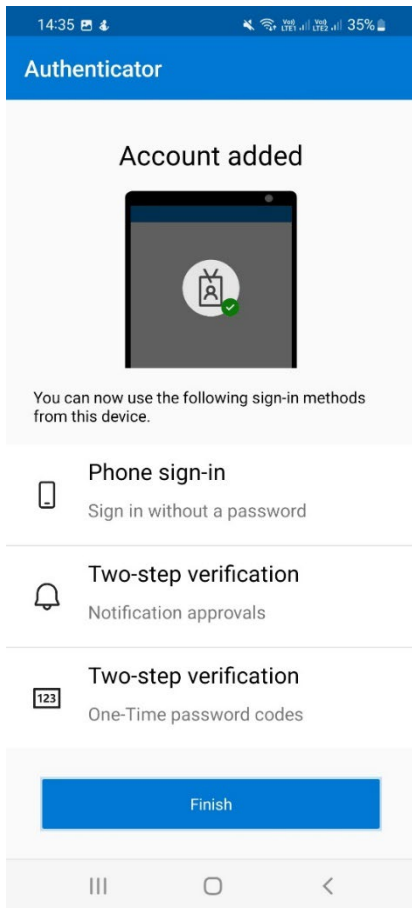 14:35 35%
Authenticator
Account added
You can now use the following sign-in methods
from this device.
Phone sign-in
Sign in without a password
Two-step verification
Notification approvals
123
Two-step verification
One-Time password codes
Finish